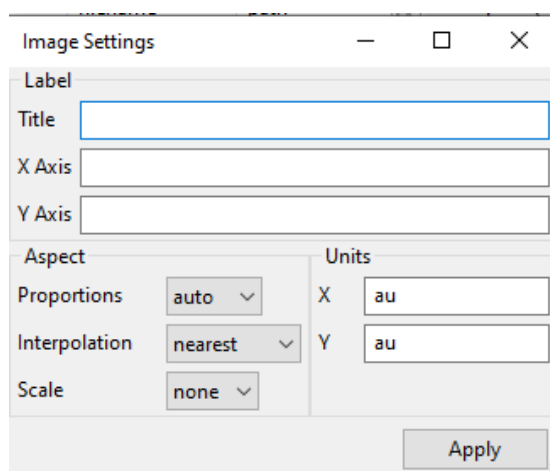 Image Settings
Label
Title
X Axis
Y Axis
Aspect
Units
Proportions auto
X au
Interpolation nearest
Y au
Scale none
Apply